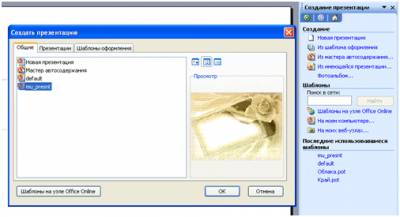 Создать презентацию
Общие
Презентации
Шаблоны оформления
Новая презентация
Мастер автосодержания
default
mu_presnt
Просмотр
Шаблоны на узле Office Online
ОК
Отмена
Создание презентации
Создание
Новая презентация
Из шаблона оформления
Из мастера автосодержания...
Из имеющейся презентации...
Фотоальбом...
Шаблоны
Поиск в сети:
Найти
Шаблоны на узле Office Online
На моем компьютере...
На моих веб-узлах...
Последние использовавшиеся шаблоны
mu_presnt
default
Облака.pot
Край.pot